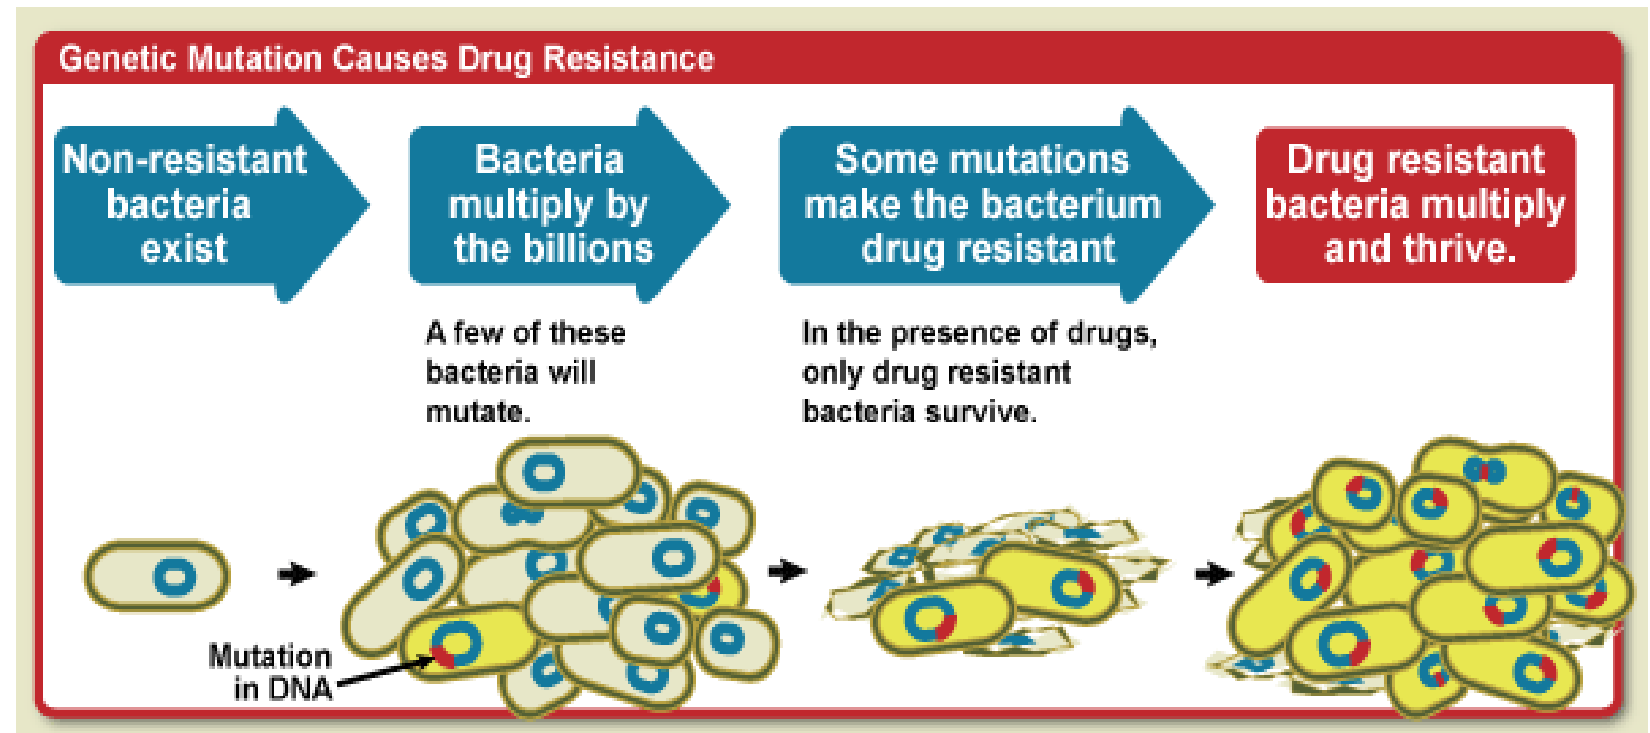 Genetic Mutation Causes Drug Resistance
Non-resistant
bacteria
exist
Bacteria
multiply by
the billions
Some mutations
make the bacterium
drug resistant
Drug resistant
bacteria multiply
and thrive.
A few of these
bacteria will
mutate.
In the presence of drugs,
only drug resistant
bacteria survive.
Mutation
in DNA